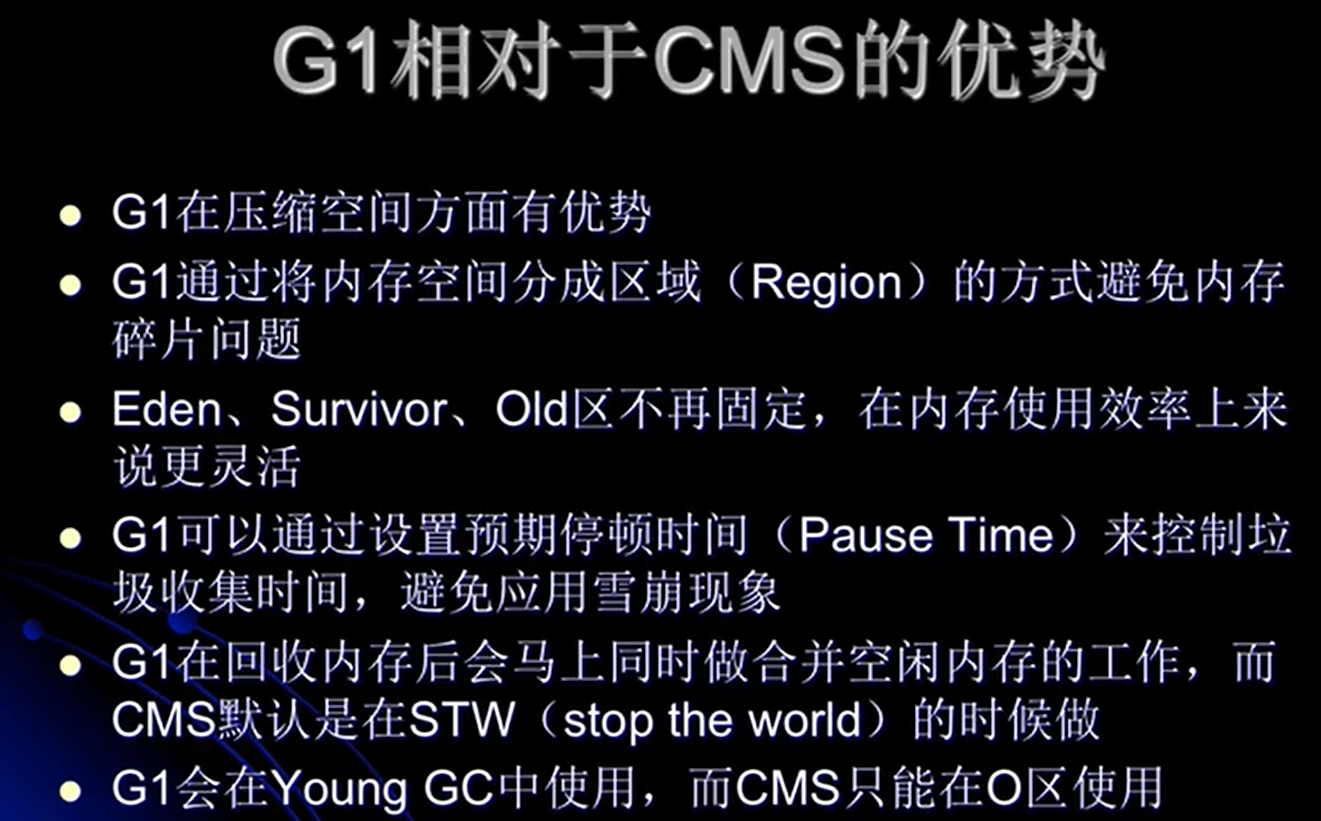 G1相对于CMS的优势
G1在压缩空间方面有优势
G1通过将内存空间分成区域（Region）的方式避免内存
碎片问题
Eden、Survivor、Old区不再固定，在内存使用效率上来
说更灵活
G1可以通过设置预期停顿时间（Pause Time）来控制垃
圾收集时间，避免应用雪崩现象
G1在回收内存后会马上同时做合并空闲内存的工作，而
CMS默认是在STW（stop the world）的时候做
G1会在Young GC中使用，而CMS只能在O区使用